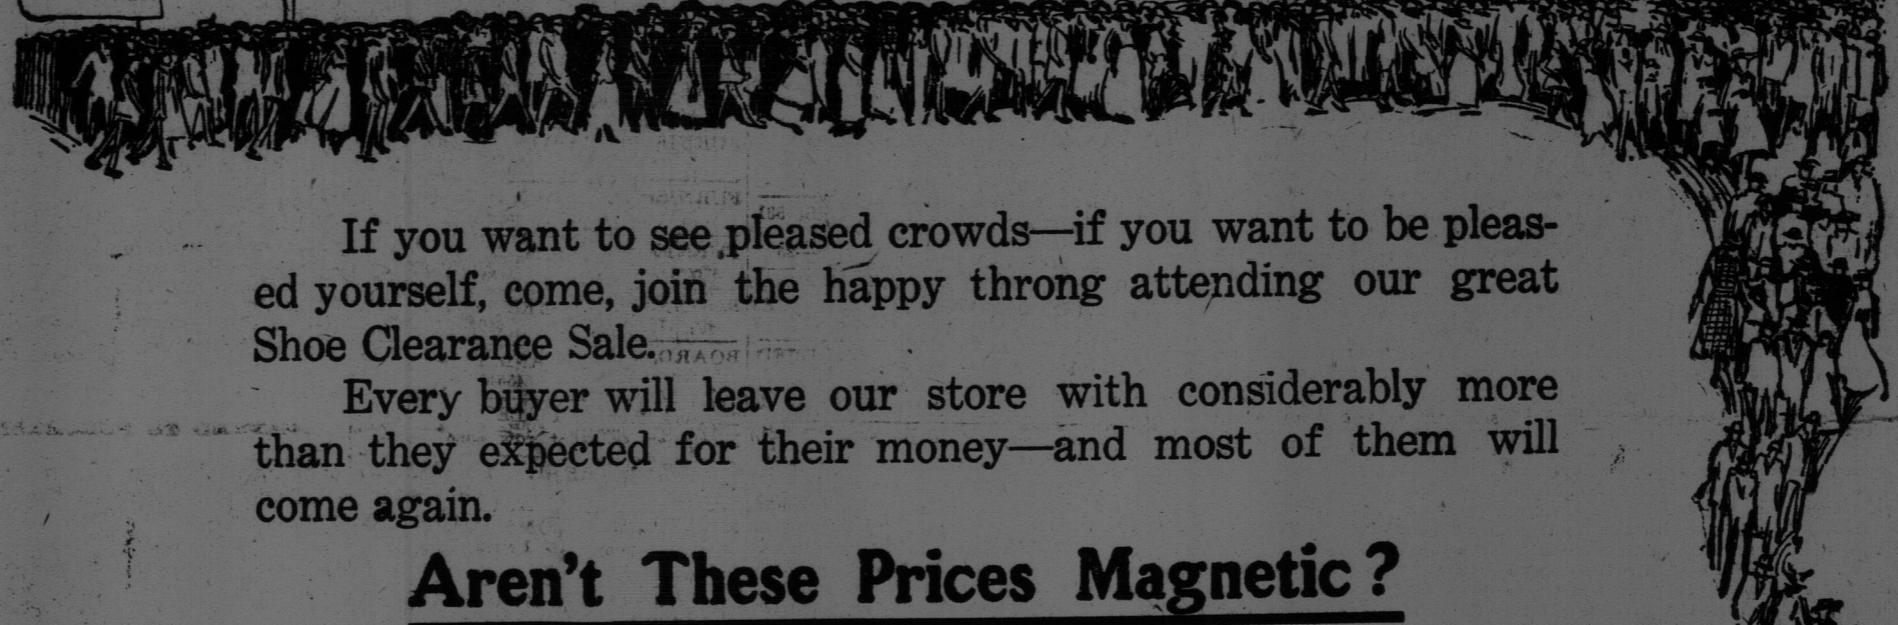 If you want to see pleased crowds—if you want to be pleas-
ed yourself, come, join the happy throng attending our great
Shoe Clearance Sale.
Every buyer will leave our store with considerably more
than they expected for their money—and most of them will
come again.
Aren't These Prices Magnetic?